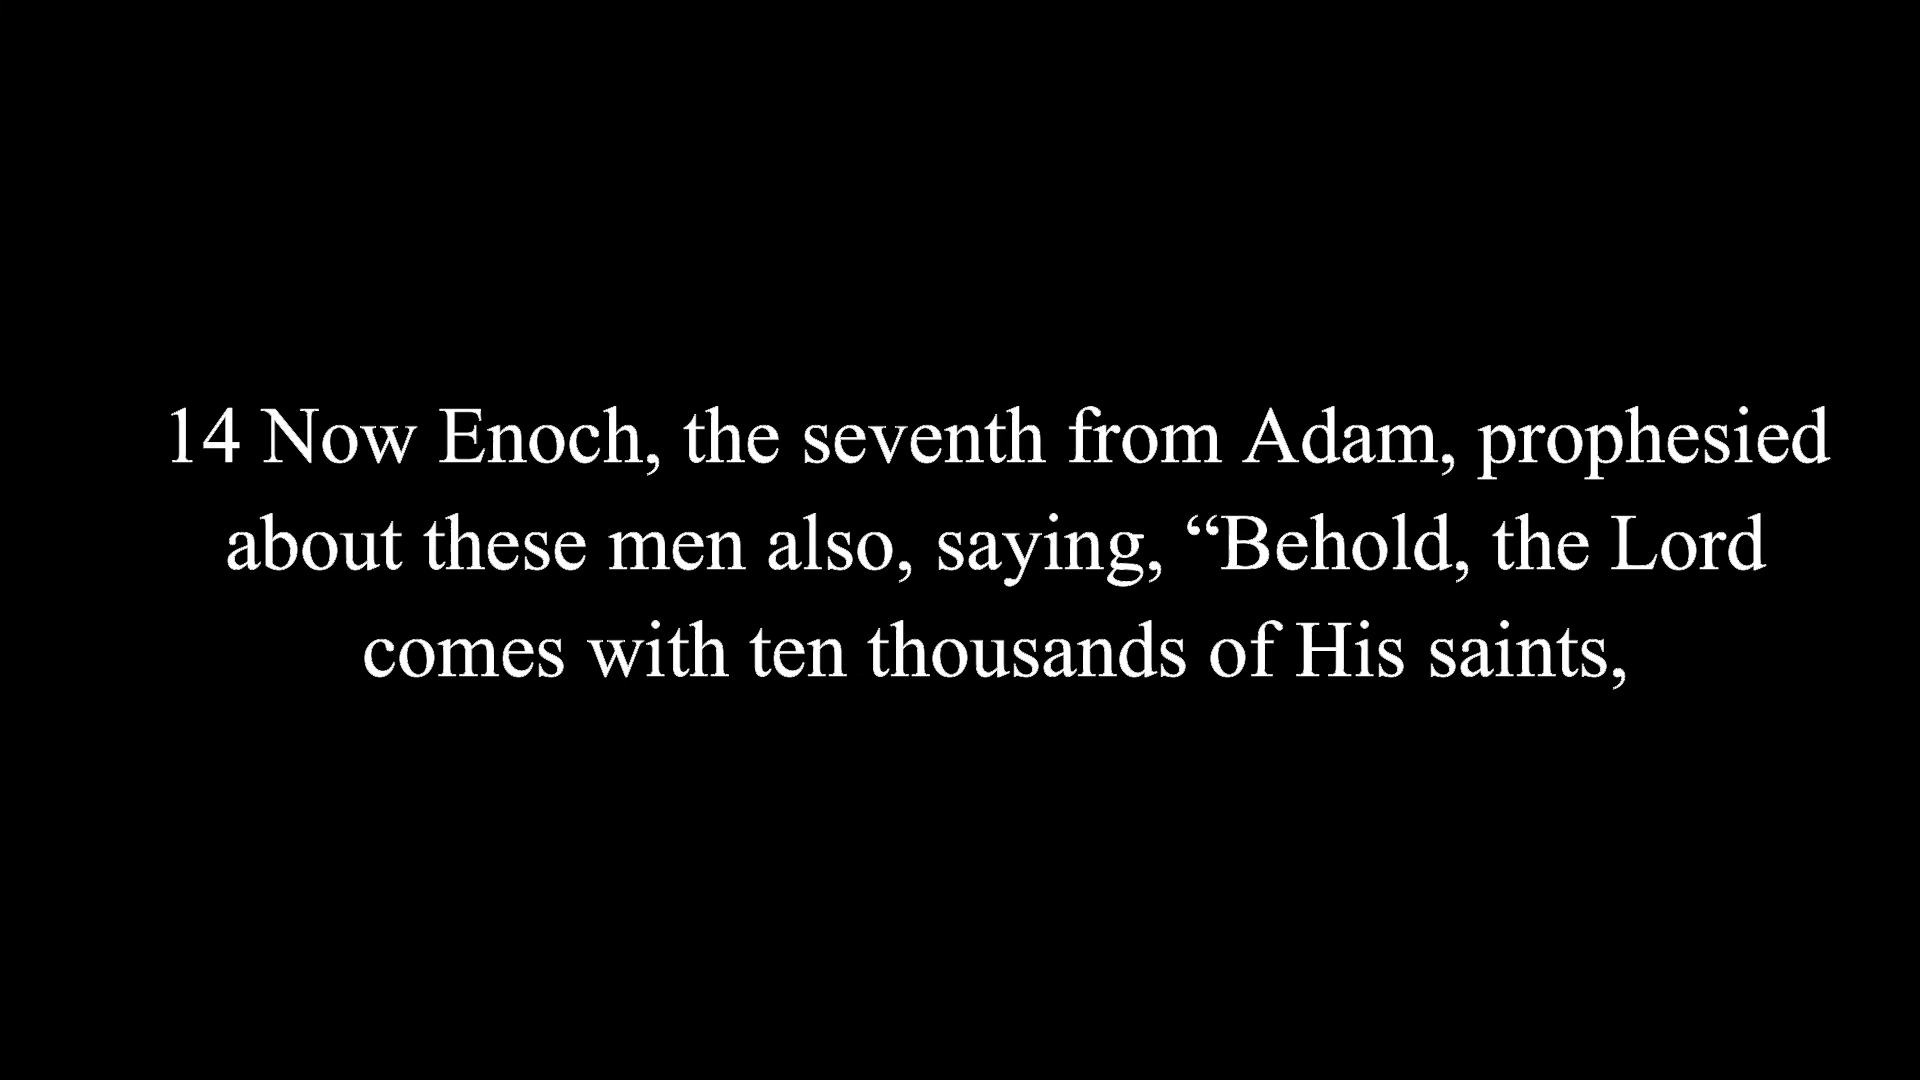 14 Now Enoch, the seventh from Adam, prophesied
about these men also, saying, “Behold, the Lord
comes with ten thousands of His saints,